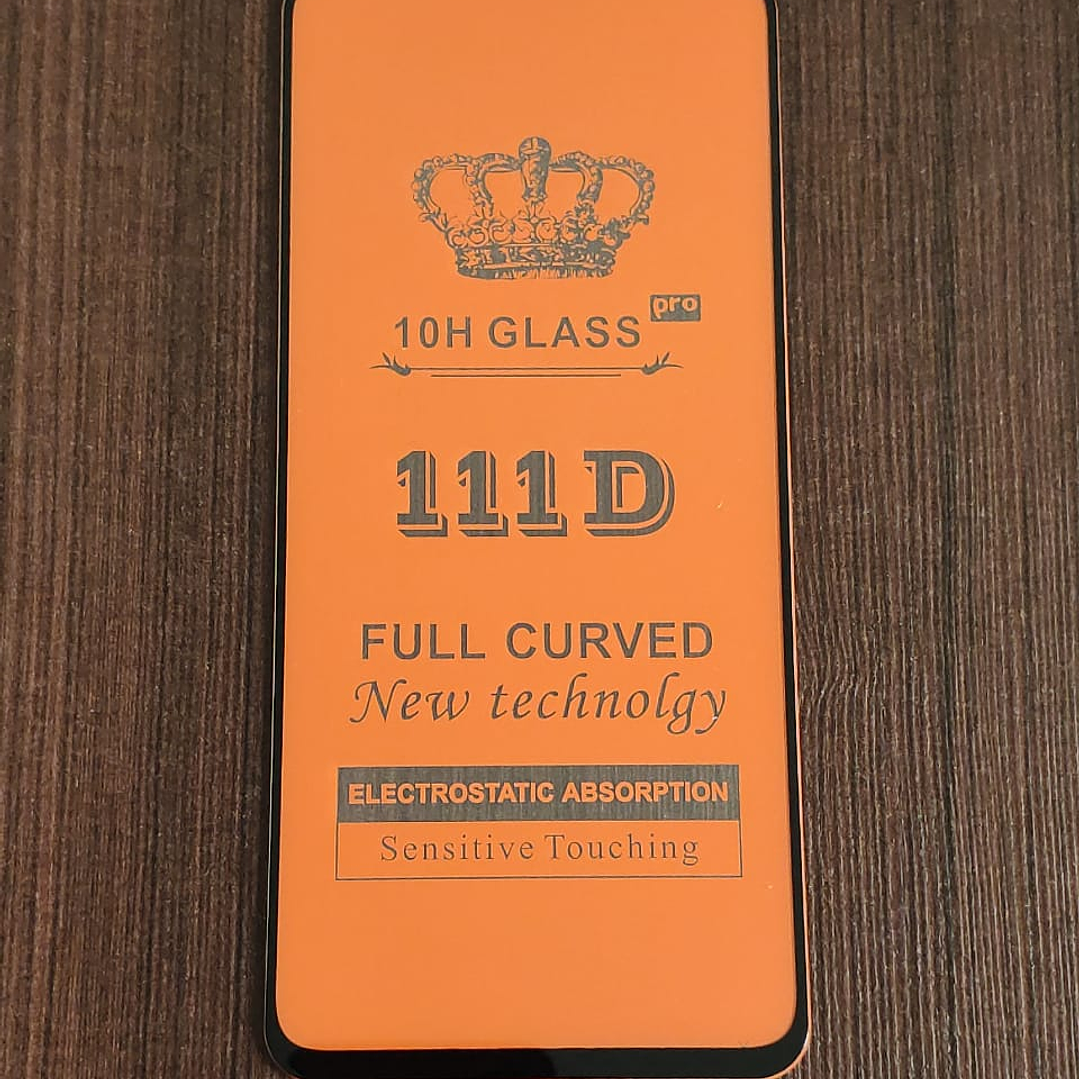 pro
10H GLASS
111D
FULL CURVED
New technolgy
ELECTROSTATIC ABSORPTION
Sensitive Touching